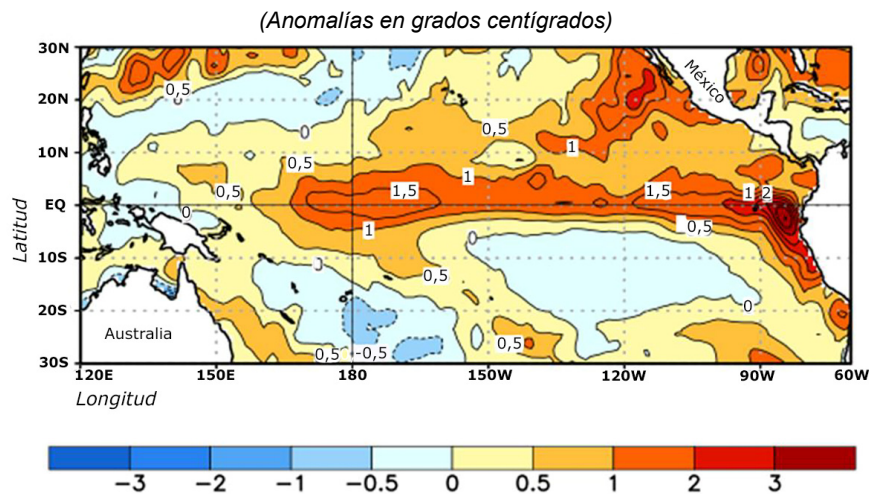 (Anomalías en grados centígrados)
30N
20N
10N
EQ
10S
20S
30S
Latitud
México
Australia
0,5
0
0,5
1
0,5
0,5
1
1,5
1,5
1
2
0
1
0,5
0
0
0,5
0
0,5
0,5
-0,5
120E
150E
180
150W
120W
90W
60W
Longitud
−3
−2
−1
−0.5
0
0.5
1
2
3